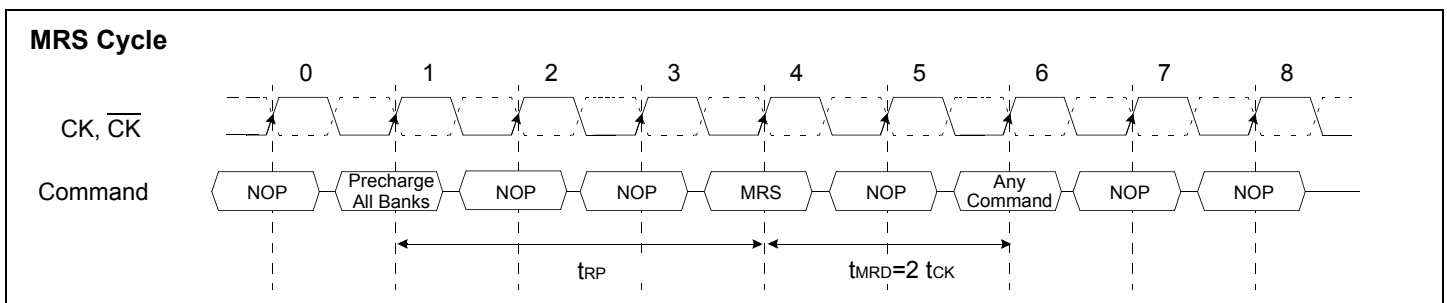 MRS Cycle
0 1 2 3 4 5 6 7 8
CK, C̅K̅
Command
NOP
Precharge
All Banks
NOP
NOP
MRS
NOP
Any
Command
NOP
NOP
tRP
tMRD=2 tCK